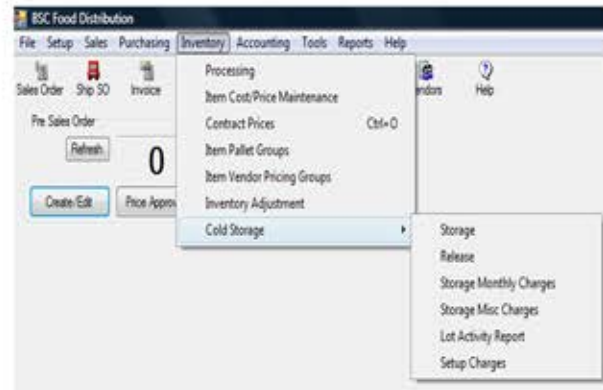 BSC Food Distribution
File Setup Sales Purchasing Inventory Accounting Tools Reports Help
Sales Order Ship SO Invoice Help
Pre Sales Order
Refresh
0
Create/Edit Price
Processing
Item Cost/Price Maintenance
Contract Prices Ctrl+O
Item Pallet Groups
Item Vendor Pricing Groups
Inventory Adjustment
Cold Storage
Storage
Release
Storage Monthly Charges
Storage Misc Charges
Lot Activity Report
Setup Charges